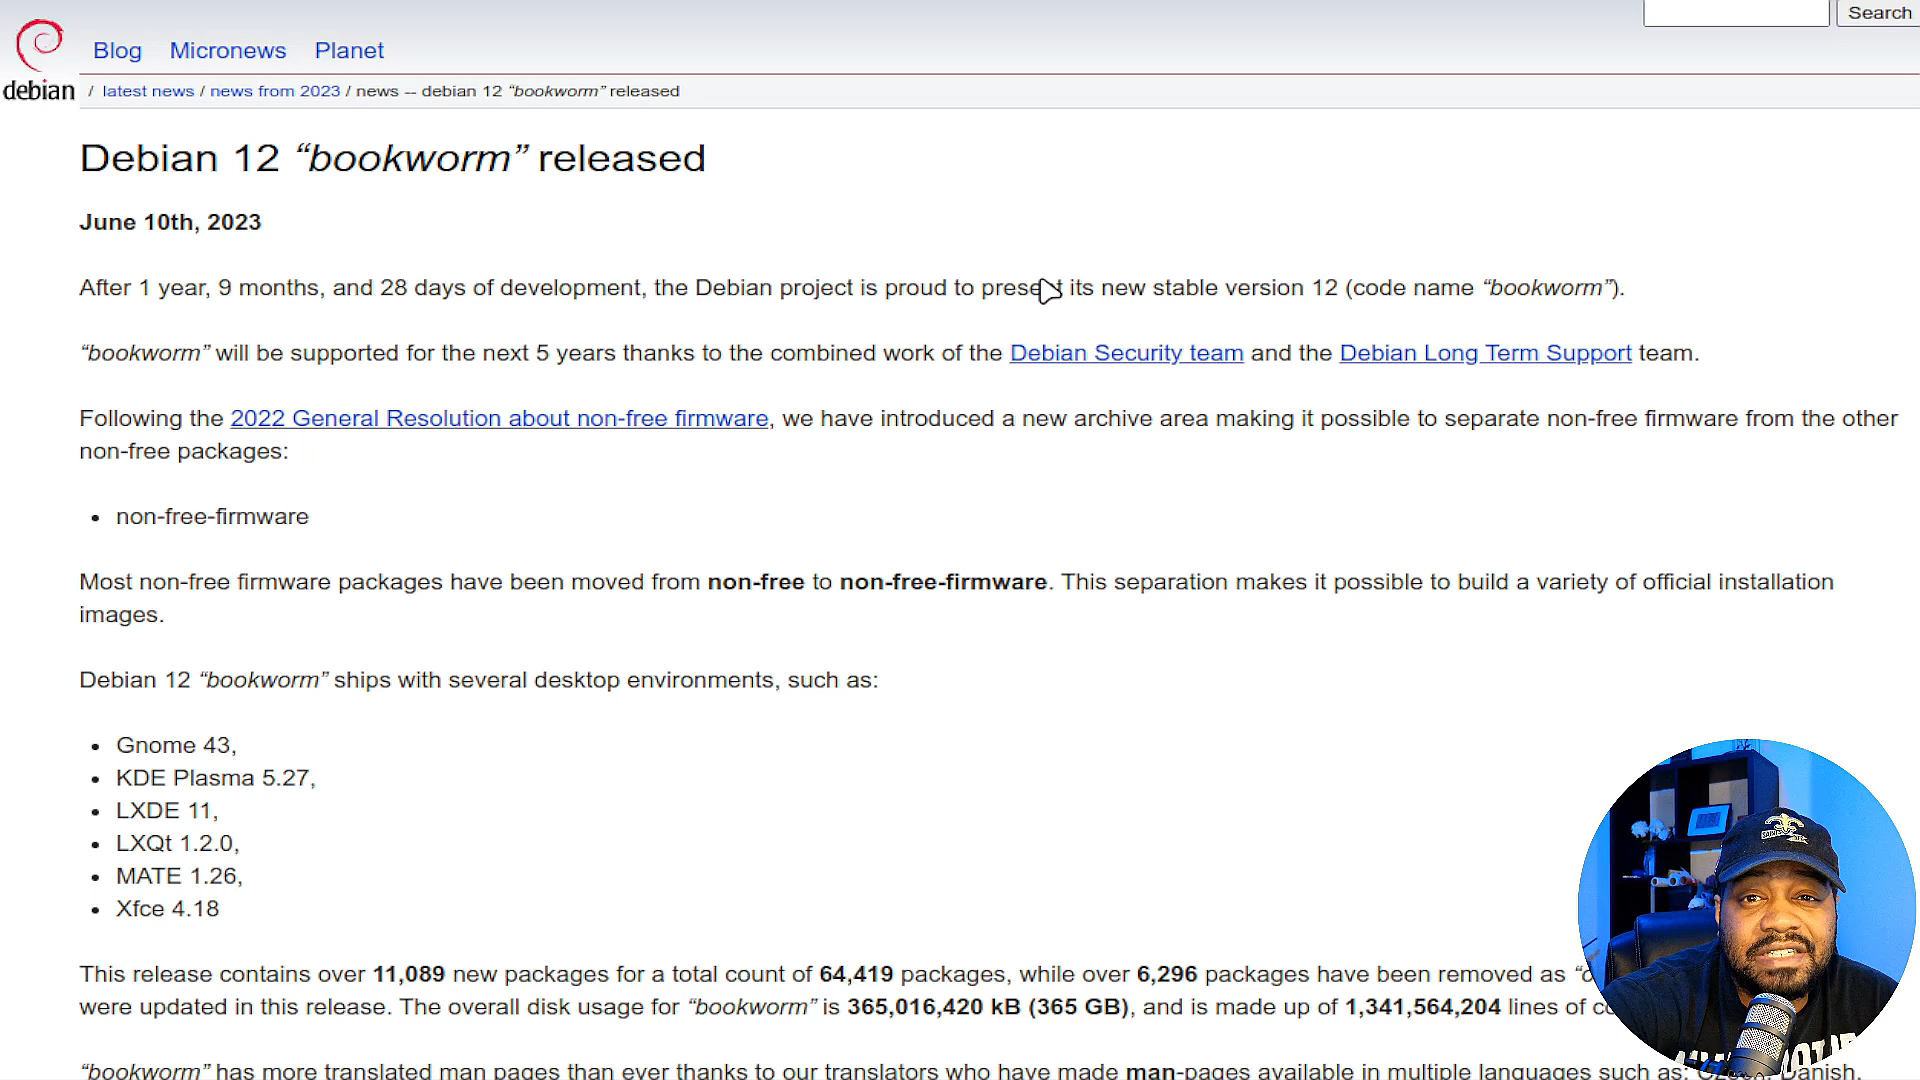 Search
Blog Micronews Planet
debian / latest news / news from 2023 / news -- debian 12 “bookworm” released
Debian 12 “bookworm” released
June 10th, 2023
After 1 year, 9 months, and 28 days of development, the Debian project is proud to present its new stable version 12 (code name “bookworm”).
“bookworm” will be supported for the next 5 years thanks to the combined work of the Debian Security team and the Debian Long Term Support team.
Following the 2022 General Resolution about non-free firmware, we have introduced a new archive area making it possible to separate non-free firmware from the other
non-free packages:
• non-free-firmware
Most non-free firmware packages have been moved from non-free to non-free-firmware. This separation makes it possible to build a variety of official installation
images.
Debian 12 “bookworm” ships with several desktop environments, such as:
• Gnome 43,
• KDE Plasma 5.27,
• LXDE 11,
• LXQt 1.2.0,
• MATE 1.26,
• Xfce 4.18
This release contains over 11,089 new packages for a total count of 64,419 packages, while over 6,296 packages have been removed as
were updated in this release. The overall disk usage for “bookworm” is 365,016,420 kB (365 GB), and is made up of 1,341,564,204 lines of
“bookworm” has more translated man pages than ever thanks to our translators who have made man-pages available in multiple languages such as: Danish,
SAINTS